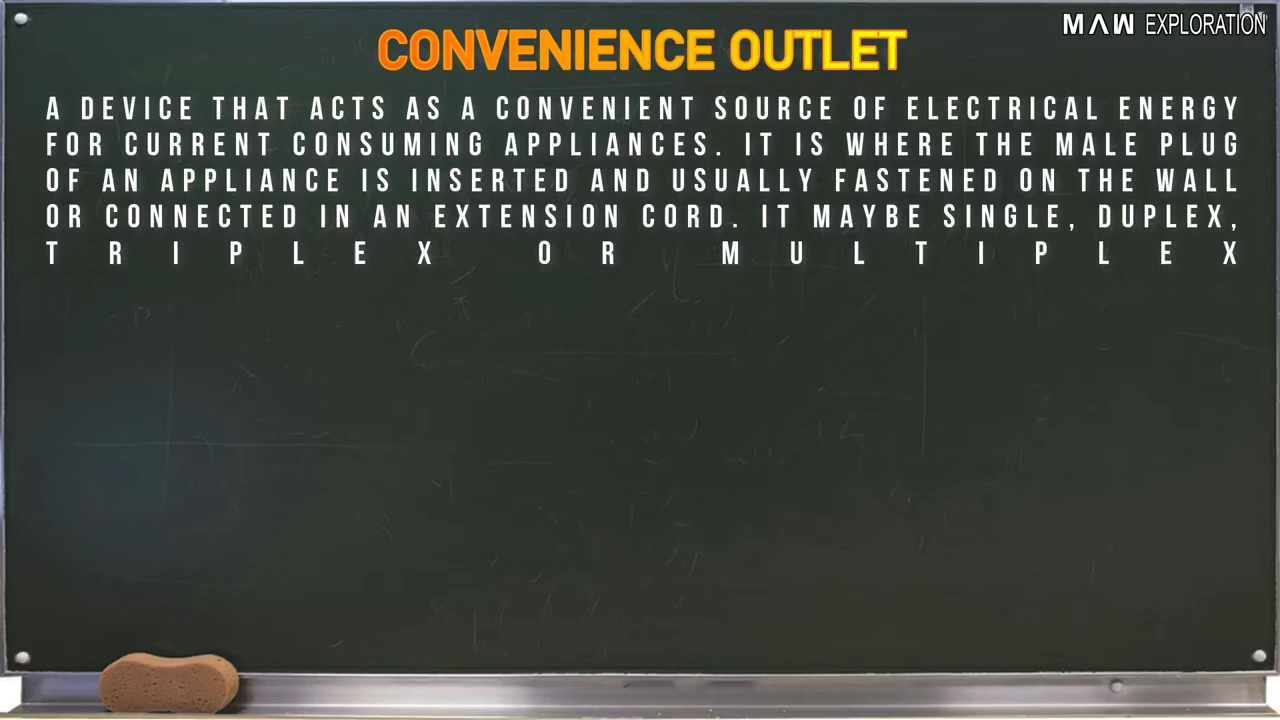 MAW EXPLORATION
CONVENIENCE OUTLET
A DEVICE THAT ACTS AS A CONVENIENT SOURCE OF ELECTRICAL ENERGY
FOR CURRENT CONSUMING APPLIANCES. IT IS WHERE THE MALE PLUG
OF AN APPLIANCE IS INSERTED AND USUALLY FASTENED ON THE WALL
OR CONNECTED IN AN EXTENSION CORD. IT MAYBE SINGLE, DUPLEX,
TRIPLEX OR MULTIPLEX